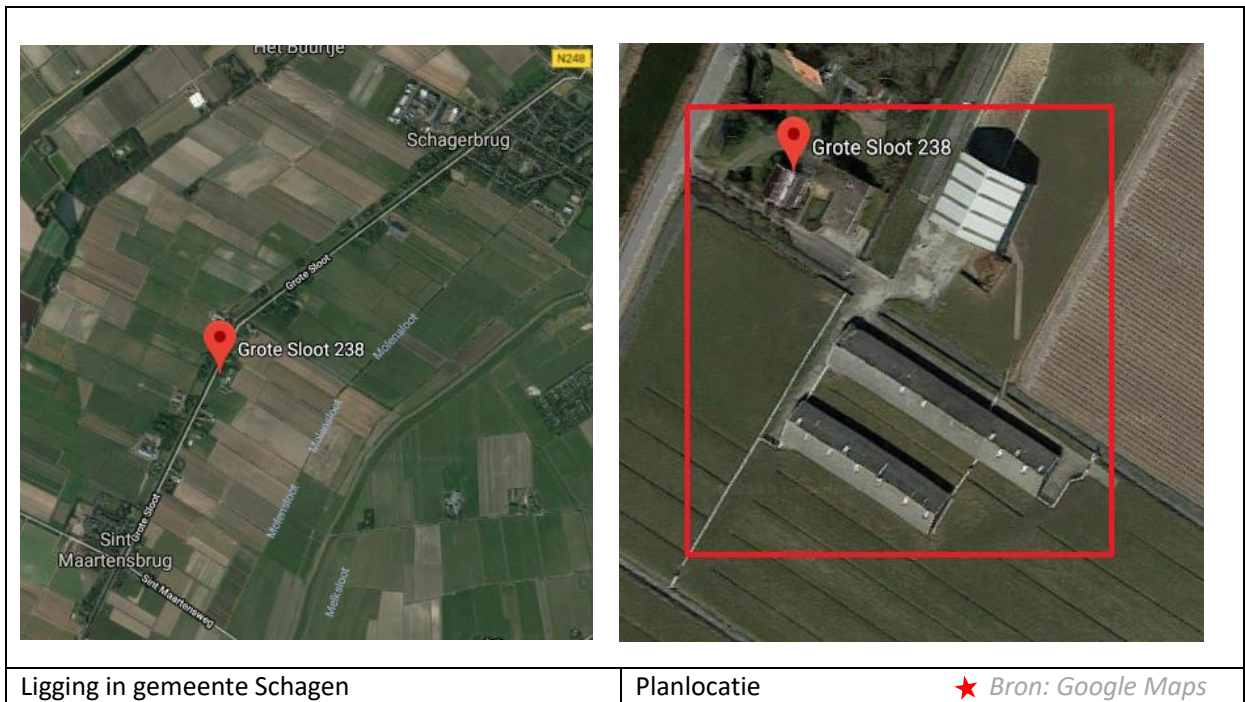 Het Buurtje
N248
Schagerbrug
Grote Sloot
Grote Sloot 238
Molensloot
Molensloot
Molensloot
Grote Sloot
Sint
Maartensbrug
Sint Maartensweg
Melksloot
Grote Sloot 238
Ligging in gemeente Schagen
Planlocatie
Bron: Google Maps